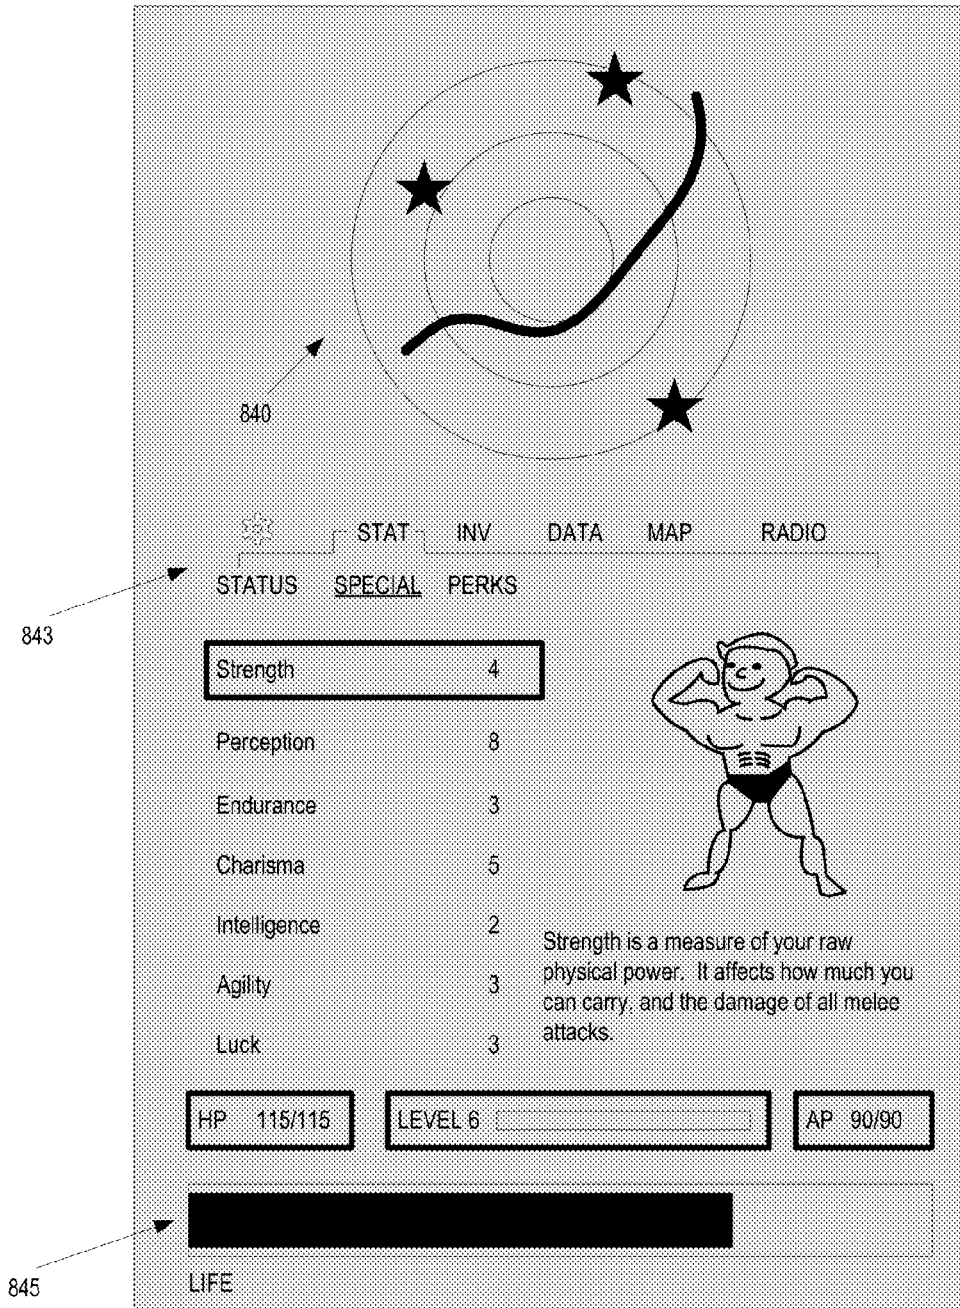 840
STAT INV DATA MAP RADIO
STATUS SPECIAL PERKS
843
Strength 4
Perception 8
Endurance 3
Charisma 5
Intelligence 2
Agility 3
Luck 3
Strength is a measure of your raw
physical power. It affects how much you
can carry, and the damage of all melee
attacks.
HP 115/115 LEVEL 6 AP 90/90
845
LIFE